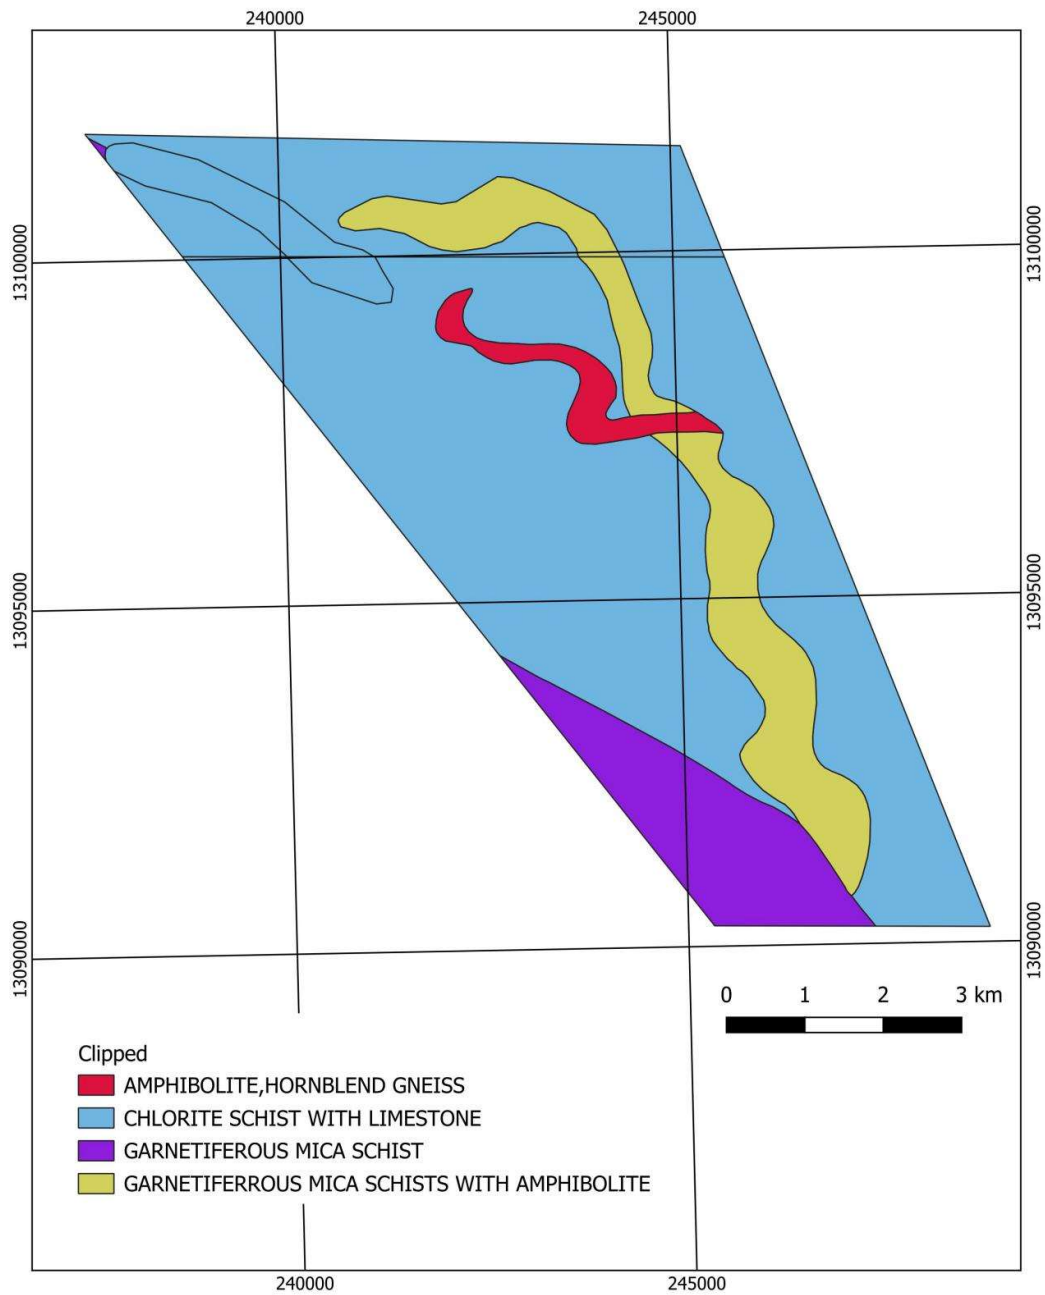 240000 245000
13100000 13100000
13095000 13095000
13090000 13090000
0 1 2 3 km
Clipped
AMPHIBOLITE,HORNBLEND GNEISS
CHLORITE SCHIST WITH LIMESTONE
GARNETIFEROUS MICA SCHIST
GARNETIFERROUS MICA SCHISTS WITH AMPHIBOLITE
240000 245000